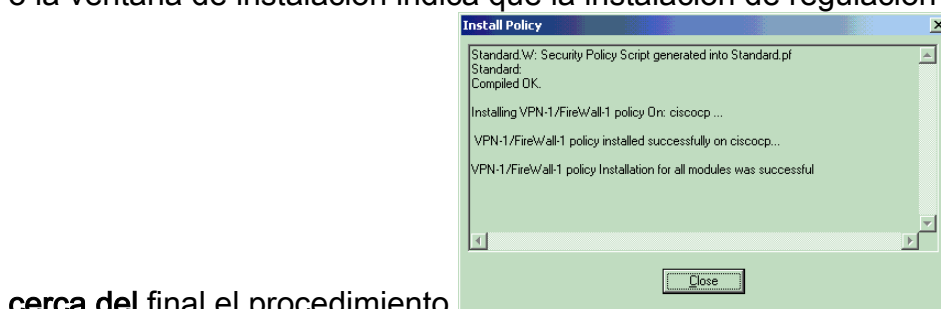 o la ventana de instalación indica que la instalación de regulación
Install Policy
Standard.W: Security Policy Script generated into Standard.pf
Standard:
Compiled OK.
Installing VPN-1/FireWall-1 policy On: ciscocp ...
VPN-1/FireWall-1 policy installed successfully on ciscocp...
VPN-1/FireWall-1 policy Installation for all modules was successful
Close
cerca del final el procedimiento